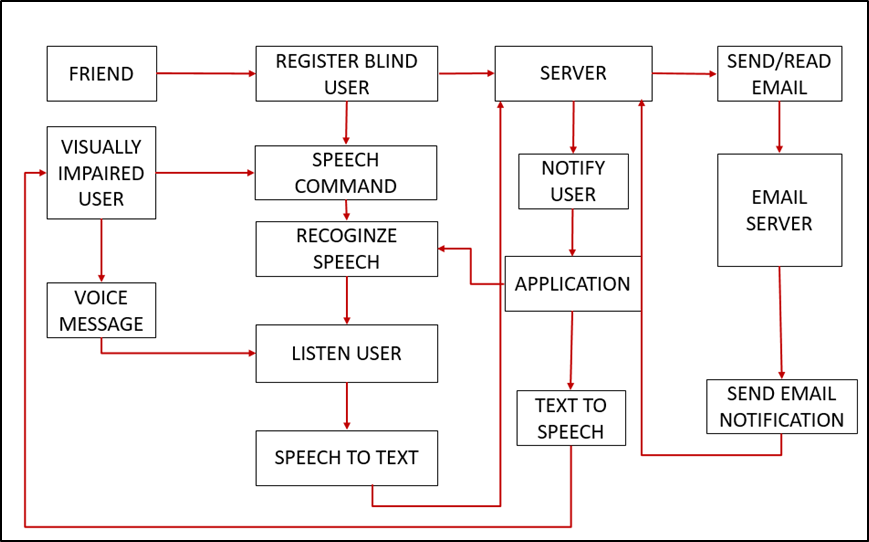 FRIEND
REGISTER BLIND
USER
SERVER
SEND/READ
EMAIL
VISUALLY
IMPAIRED
USER
SPEECH
COMMAND
NOTIFY
USER
EMAIL
SERVER
RECOGINZE
SPEECH
APPLICATION
VOICE
MESSAGE
LISTEN USER
TEXT TO
SPEECH
SEND EMAIL
NOTIFICATION
SPEECH TO TEXT